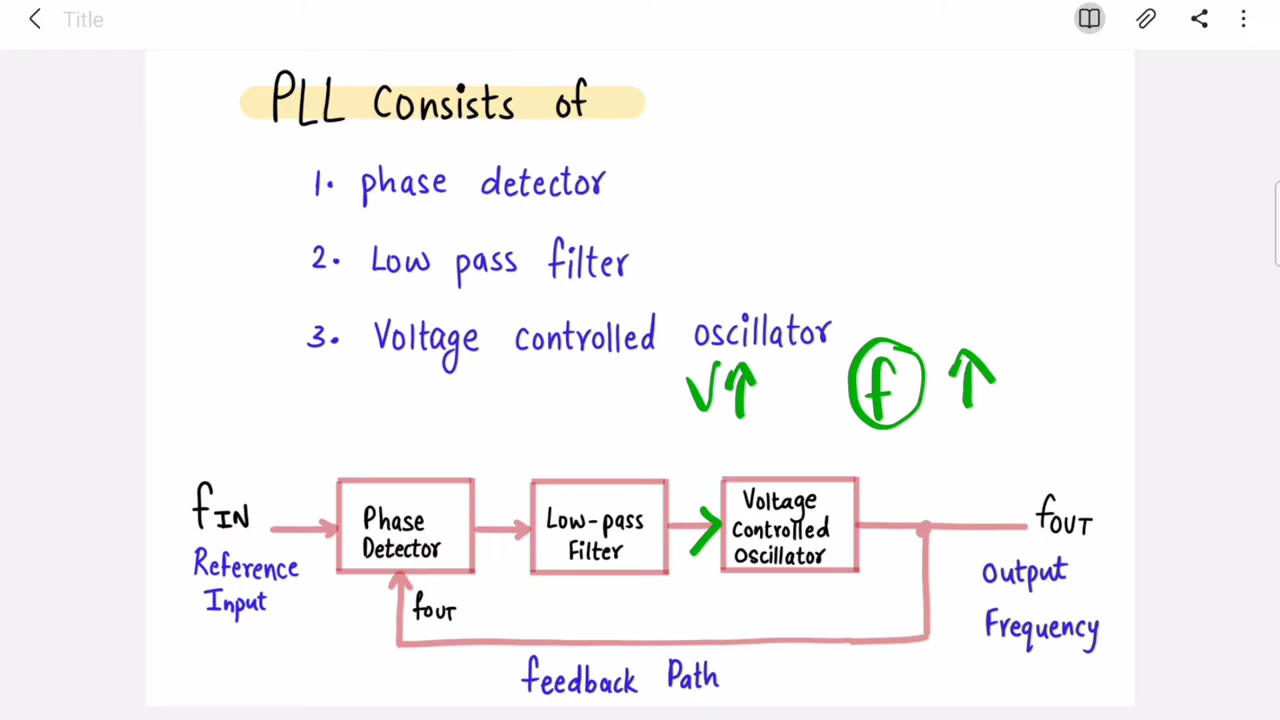 Title
PLL Consists of
1. phase detector
2. Low pass filter
3. Voltage controlled oscillator
V↑ f ↑
fIN
Reference
Input
Phase
Detector
Low-pass
Filter
Voltage
Controlled
Oscillator
fOUT
Output
Frequency
fOUT
feedback Path